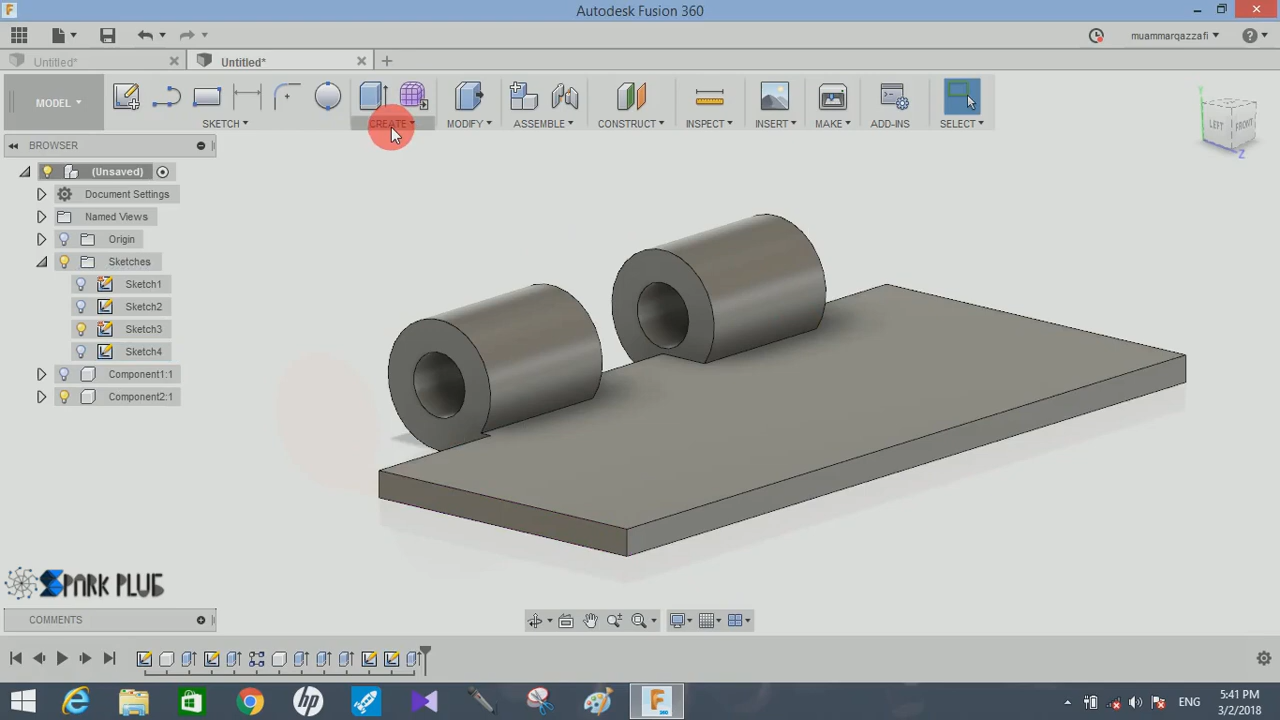 Autodesk Fusion 360
muammarqazzafi
Untitled*
Untitled*
MODEL
SKETCH
CREATE
MODIFY
ASSEMBLE
CONSTRUCT
INSPECT
INSERT
MAKE
ADD-INS
SELECT
LEFT
FRONT
Y
Z
BROWSER
(Unsaved)
Document Settings
Named Views
Origin
Sketches
Sketch1
Sketch2
Sketch3
Sketch4
Component1:1
Component2:1
SPARK PLUG
COMMENTS
5:41 PM
ENG
3/2/2018